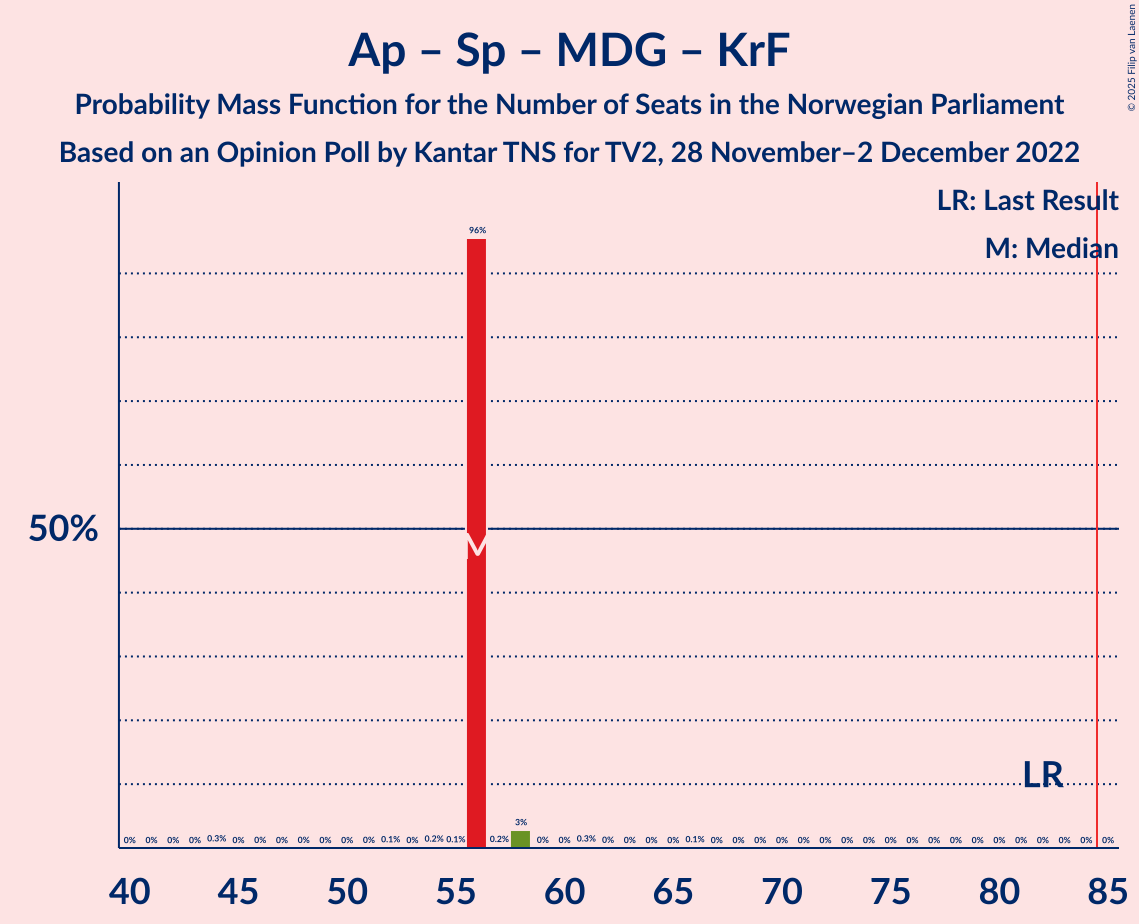 Ap – Sp – MDG – KrF
Probability Mass Function for the Number of Seats in the Norwegian Parliament
Based on an Opinion Poll by Kantar TNS for TV2, 28 November–2 December 2022
© 2025 Filip van Laenen
LR: Last Result
M: Median
96%
50%
M
LR
3%
0% 0% 0% 0% 0.3% 0% 0% 0% 0% 0% 0% 0% 0.1% 0% 0.2% 0.1% 0.2% 0% 0% 0.3% 0% 0% 0% 0% 0.1% 0% 0% 0% 0% 0% 0% 0% 0% 0% 0% 0% 0% 0% 0% 0% 0% 0% 0% 0%
40 45 50 55 60 65 70 75 80 85